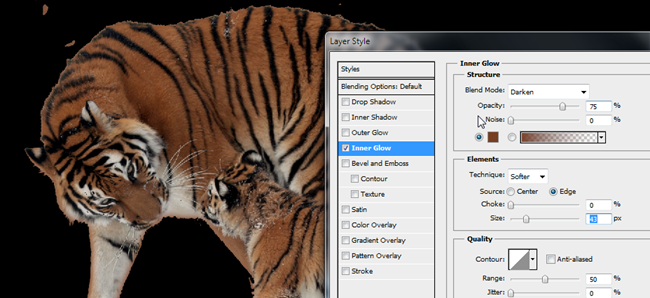 Layer Style
Styles
Blending Options: Default
Drop Shadow
Inner Shadow
Outer Glow
Inner Glow
Bevel and Emboss
Contour
Texture
Satin
Color Overlay
Gradient Overlay
Pattern Overlay
Stroke
Inner Glow
Structure
Blend Mode: Darken
Opacity: 75 %
Noise: 0 %
Elements
Technique: Softer
Source: Center Edge
Choke: 0 %
Size: 43 px
Quality
Contour: Anti-aliased
Range: 50 %
Jitter: 0 %